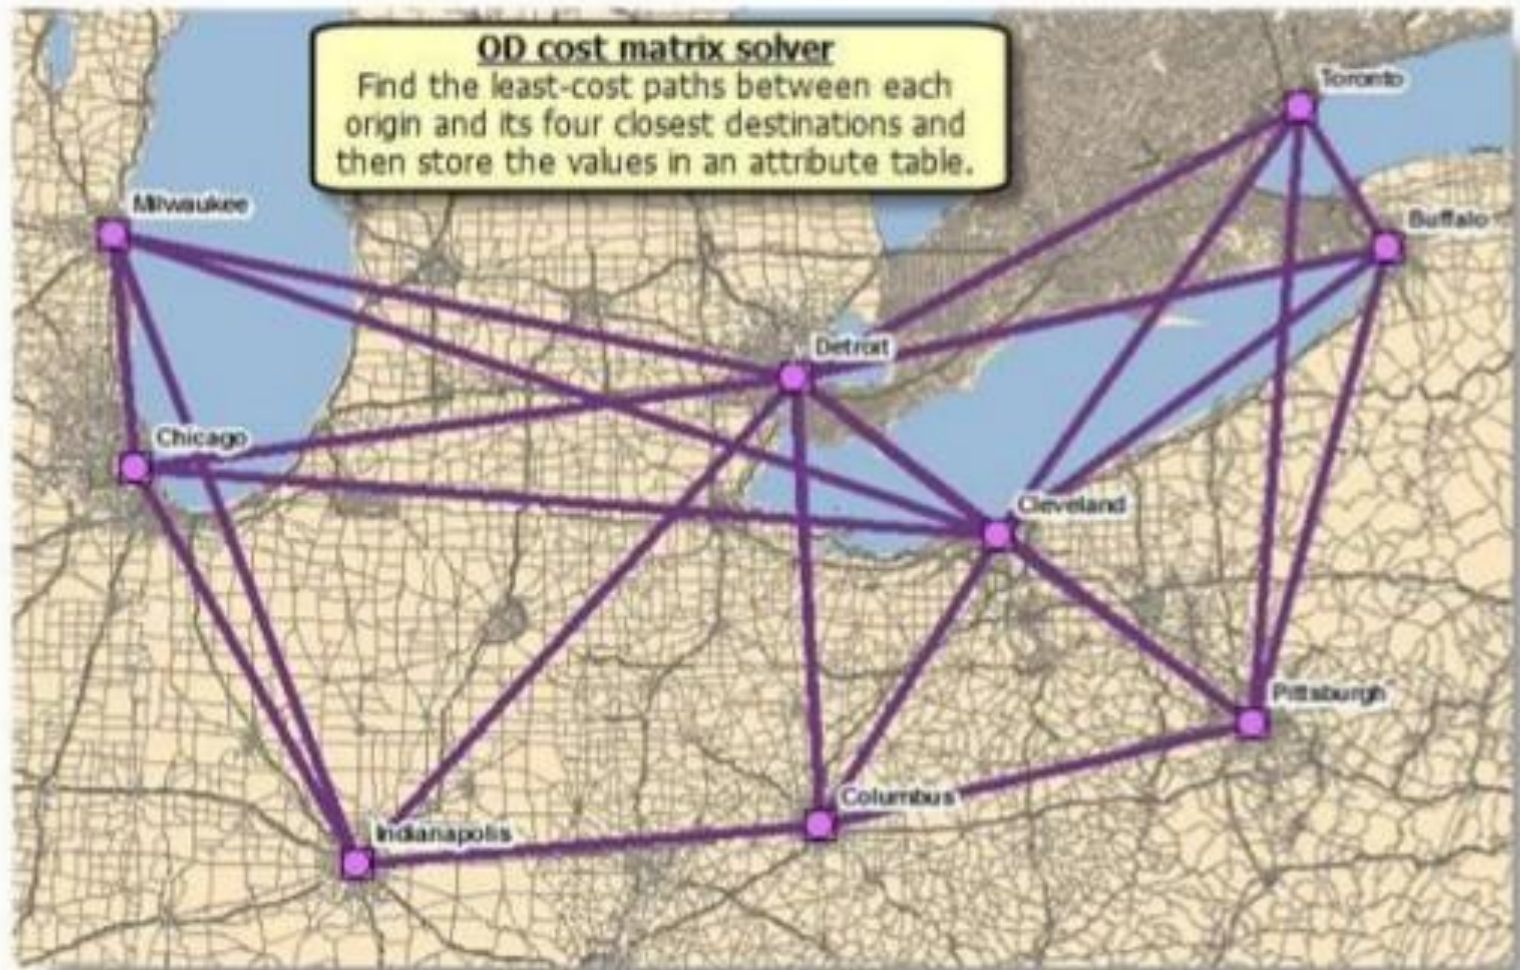 OD cost matrix solver
Find the least-cost paths between each
origin and its four closest destinations and
then store the values in an attribute table.
Toronto
Milwaukee
Buffalo
Detroit
Chicago
Cleveland
Pittsburgh
Columbus
Indianapolis